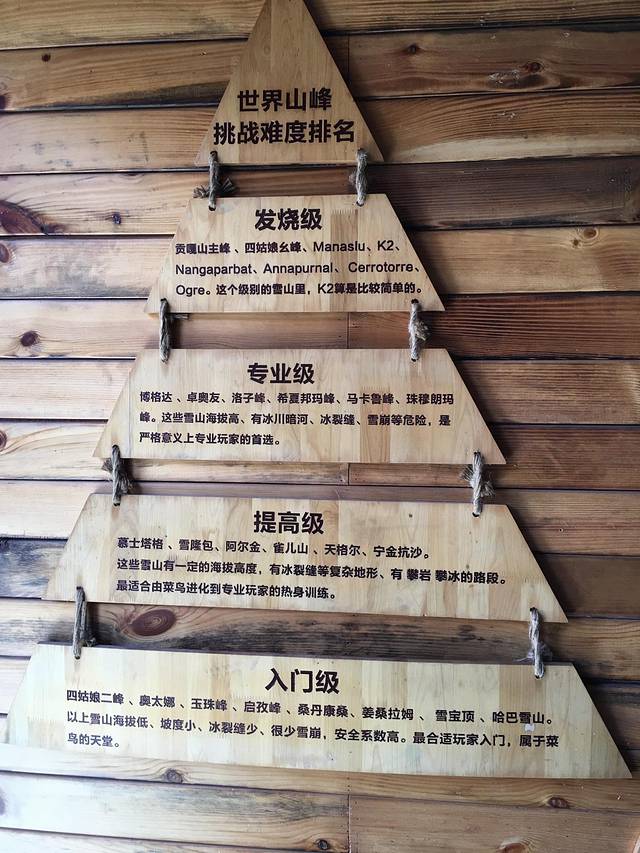 世界山峰
挑战难度排名
发烧级
贡嘎山主峰、四姑娘幺峰、Manaslu、K2、
Nangaparbat、Annapurnal、Cerrotorre、
Ogre。这个级别的雪山里，K2算是比较简单的。
专业级
博格达、卓奥友、洛子峰、希夏邦玛峰、马卡鲁峰、珠穆朗玛
峰。这些雪山海拔高、有冰川暗河、冰裂缝、雪崩等危险，是
严格意义上专业玩家的首选。
提高级
慕士塔格、雪隆包、阿尔金、雀儿山、天格尔、宁金抗沙。
这些雪山有一定的海拔高度，有冰裂缝等复杂地形、有 攀岩 攀冰的路段。
最适合由菜鸟进化到专业玩家的热身训练。
入门级
四姑娘二峰、奥太娜、玉珠峰、启孜峰、桑丹康桑、姜桑拉姆、雪宝顶、哈巴雪山。
以上雪山海拔低、坡度小、冰裂缝少、很少雪崩，安全系数高。最合适玩家入门，属于菜
鸟的天堂。